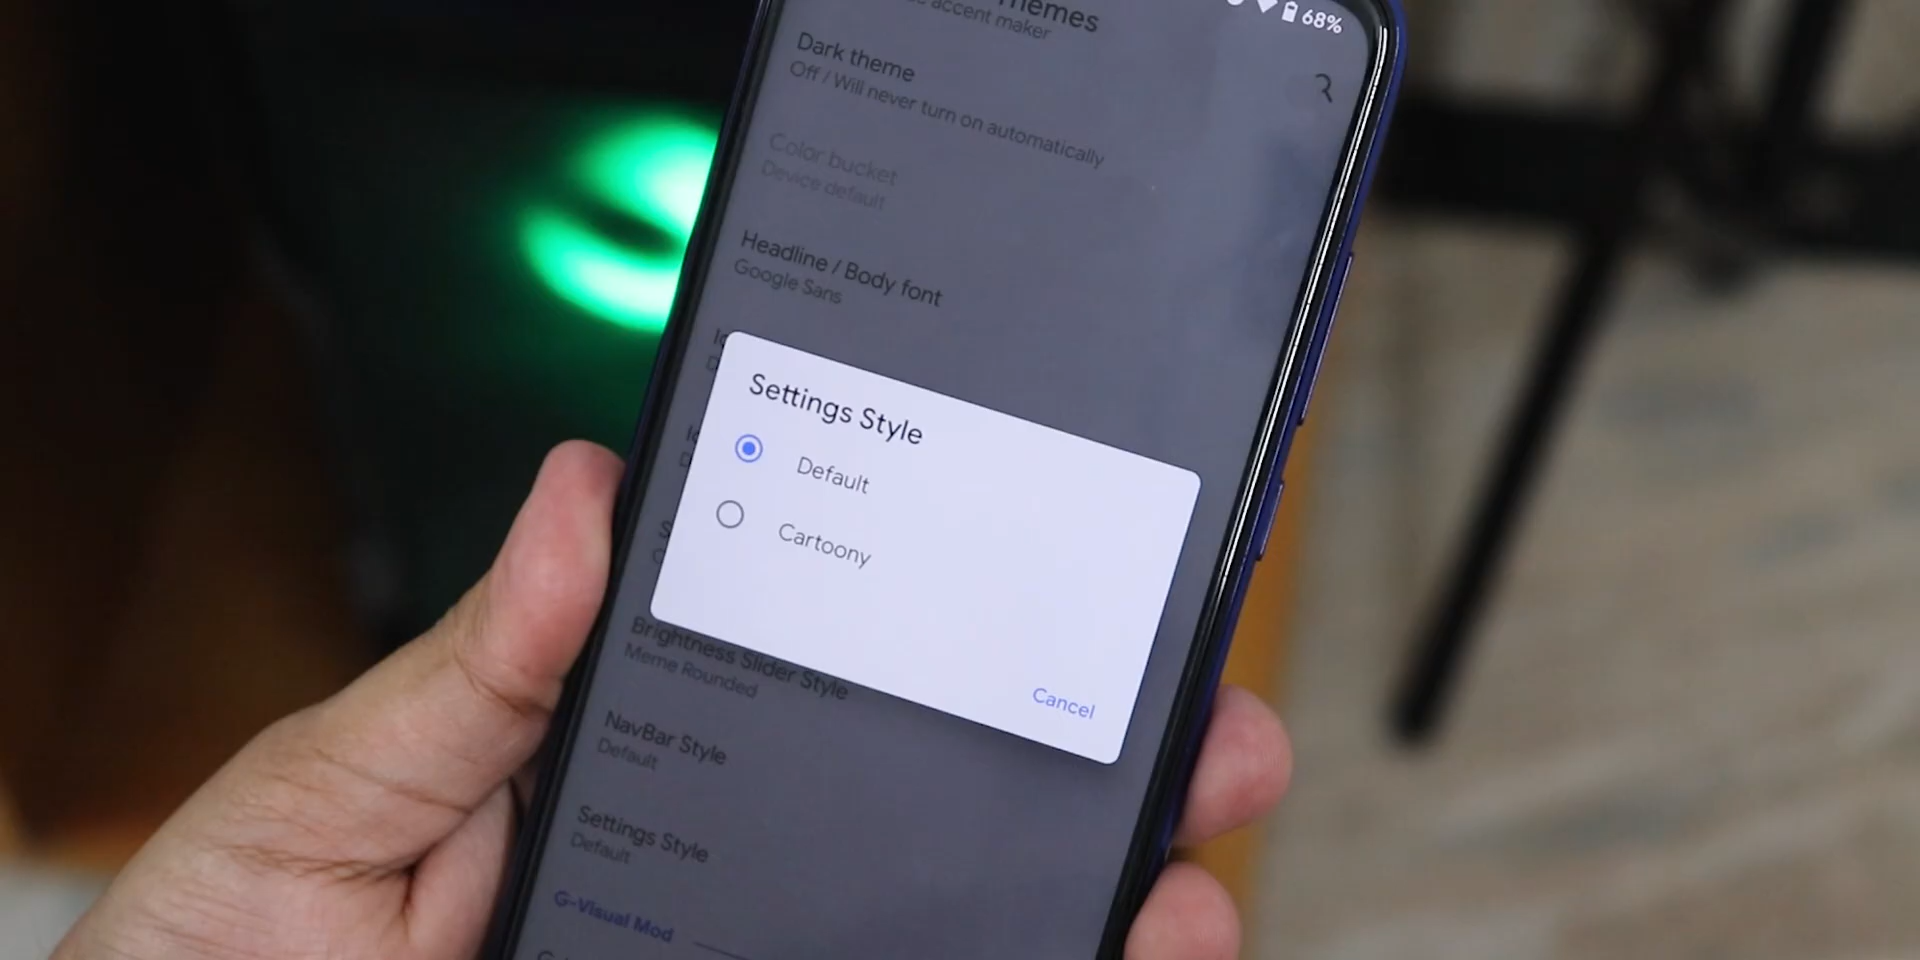 68%
accent maker
Dark theme
Off / Will never turn on automatically
Color bucket
Device default
Headline / Body font
Google Sans
Settings Style
Default
Cartoony
Cancel
Brightness Slider Style
Meme Rounded
NavBar Style
Default
Settings Style
Default
G-Visual Mod